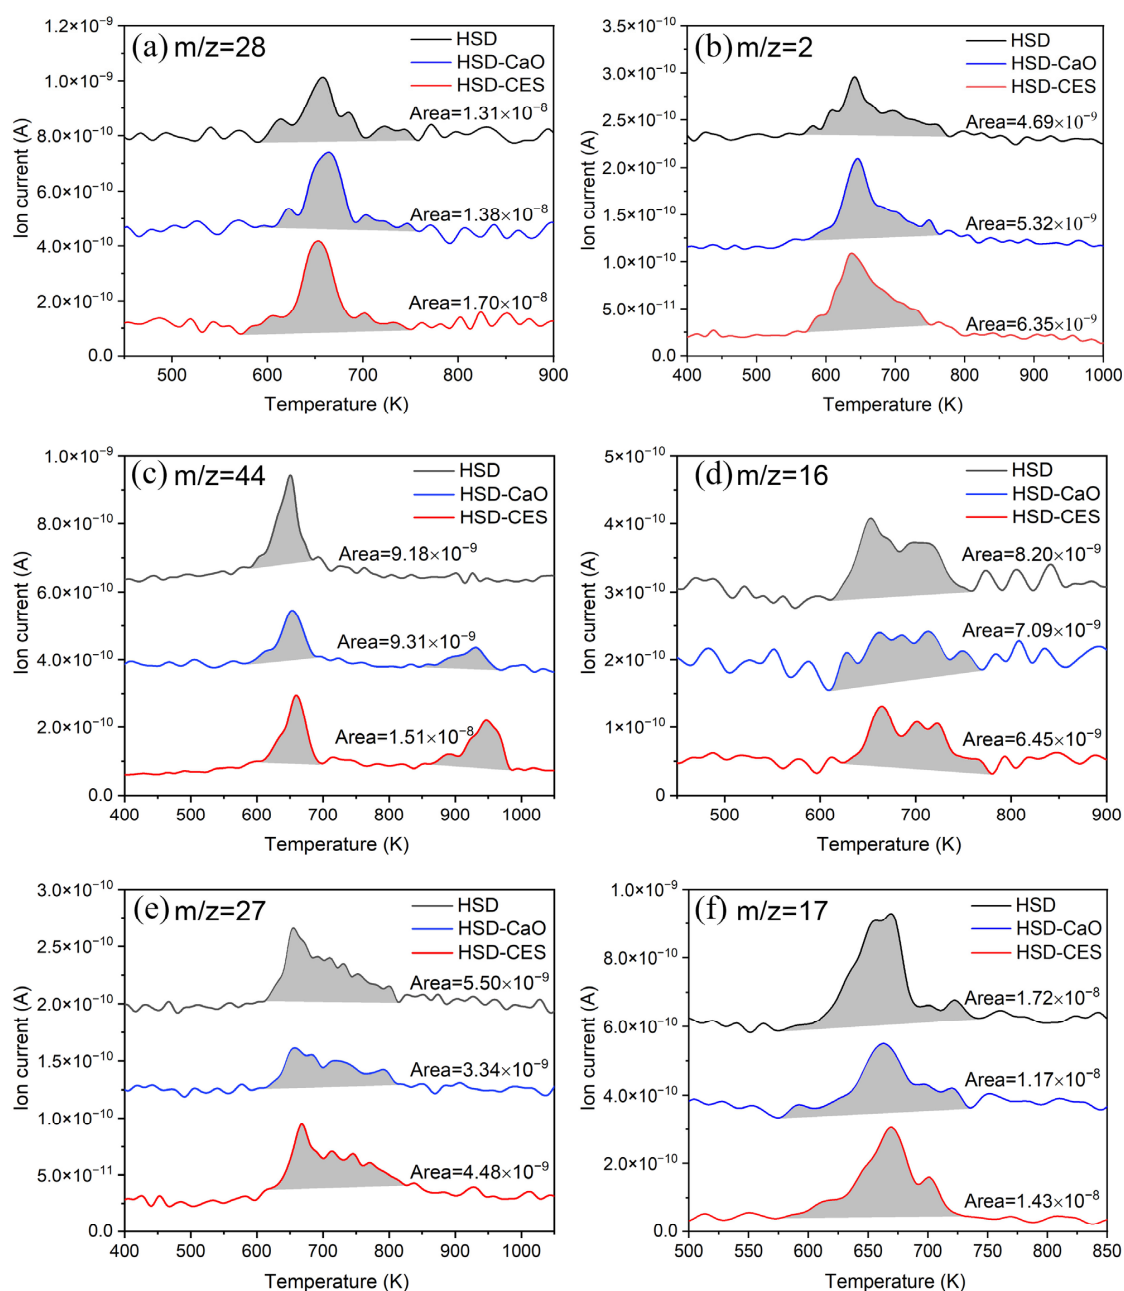 (a) m/z=28
HSD
HSD-CaO
HSD-CES
Area=1.31×10⁻⁸
Area=1.38×10⁻⁸
Area=1.70×10⁻⁸
1.2×10⁻⁹
1.0×10⁻⁹
8.0×10⁻¹⁰
6.0×10⁻¹⁰
4.0×10⁻¹⁰
2.0×10⁻¹⁰
0.0
Ion current (A)
500 600 700 800 900
Temperature (K)
(b) m/z=2
HSD
HSD-CaO
HSD-CES
Area=4.69×10⁻⁹
Area=5.32×10⁻⁹
Area=6.35×10⁻⁹
3.5×10⁻¹⁰
3.0×10⁻¹⁰
2.5×10⁻¹⁰
2.0×10⁻¹⁰
1.5×10⁻¹⁰
1.0×10⁻¹⁰
5.0×10⁻¹¹
0.0
Ion current (A)
400 500 600 700 800 900 1000
Temperature (K)
(c) m/z=44
HSD
HSD-CaO
HSD-CES
Area=9.18×10⁻⁹
Area=9.31×10⁻⁹
Area=1.51×10⁻⁸
1.0×10⁻⁹
8.0×10⁻¹⁰
6.0×10⁻¹⁰
4.0×10⁻¹⁰
2.0×10⁻¹⁰
0.0
Ion current (A)
400 500 600 700 800 900 1000
Temperature (K)
(d) m/z=16
HSD
HSD-CaO
HSD-CES
Area=8.20×10⁻⁹
Area=7.09×10⁻⁹
Area=6.45×10⁻⁹
5×10⁻¹⁰
4×10⁻¹⁰
3×10⁻¹⁰
2×10⁻¹⁰
1×10⁻¹⁰
0
Ion current (A)
500 600 700 800 900
Temperature (K)
(e) m/z=27
HSD
HSD-CaO
HSD-CES
Area=5.50×10⁻⁹
Area=3.34×10⁻⁹
Area=4.48×10⁻⁹
3.0×10⁻¹⁰
2.5×10⁻¹⁰
2.0×10⁻¹⁰
1.5×10⁻¹⁰
1.0×10⁻¹⁰
5.0×10⁻¹¹
0.0
Ion current (A)
400 500 600 700 800 900 1000
Temperature (K)
(f) m/z=17
HSD
HSD-CaO
HSD-CES
Area=1.72×10⁻⁸
Area=1.17×10⁻⁸
Area=1.43×10⁻⁸
1.0×10⁻⁹
8.0×10⁻¹⁰
6.0×10⁻¹⁰
4.0×10⁻¹⁰
2.0×10⁻¹⁰
0.0
Ion current (A)
500 550 600 650 700 750 800 850
Temperature (K)